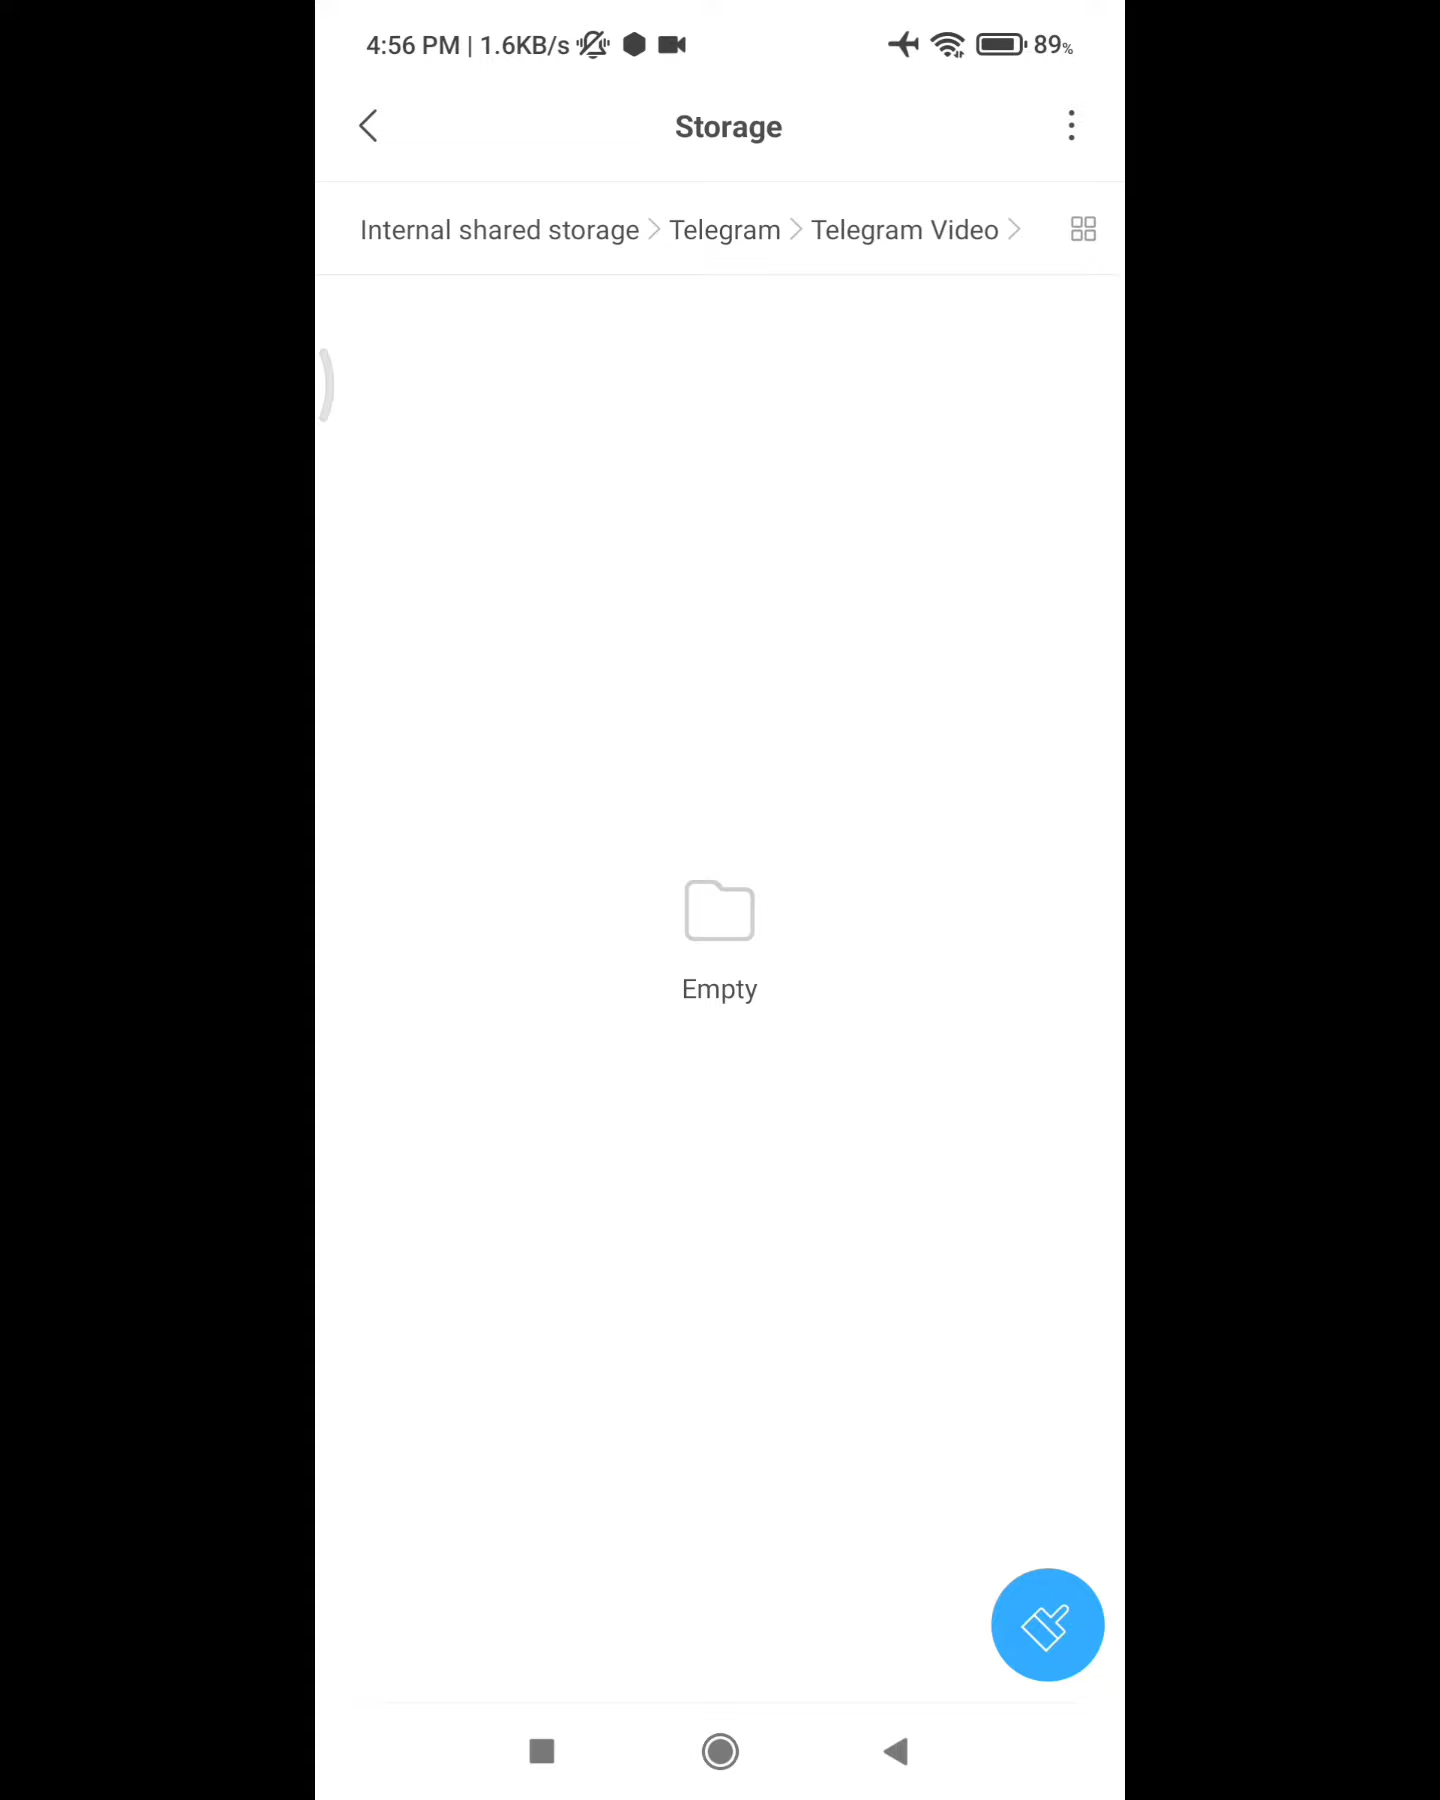 4:56 PM | 1.6KB/s 89%
Storage
Internal shared storage > Telegram > Telegram Video >
Empty